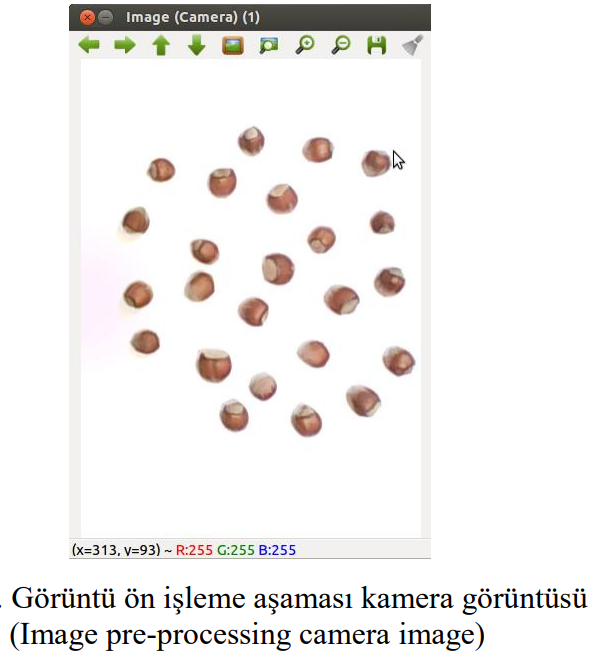 Image (Camera) (1)
(x=313, y=93) ~ R:255 G:255 B:255
. Görüntü ön işleme aşaması kamera görüntüsü
(Image pre-processing camera image)